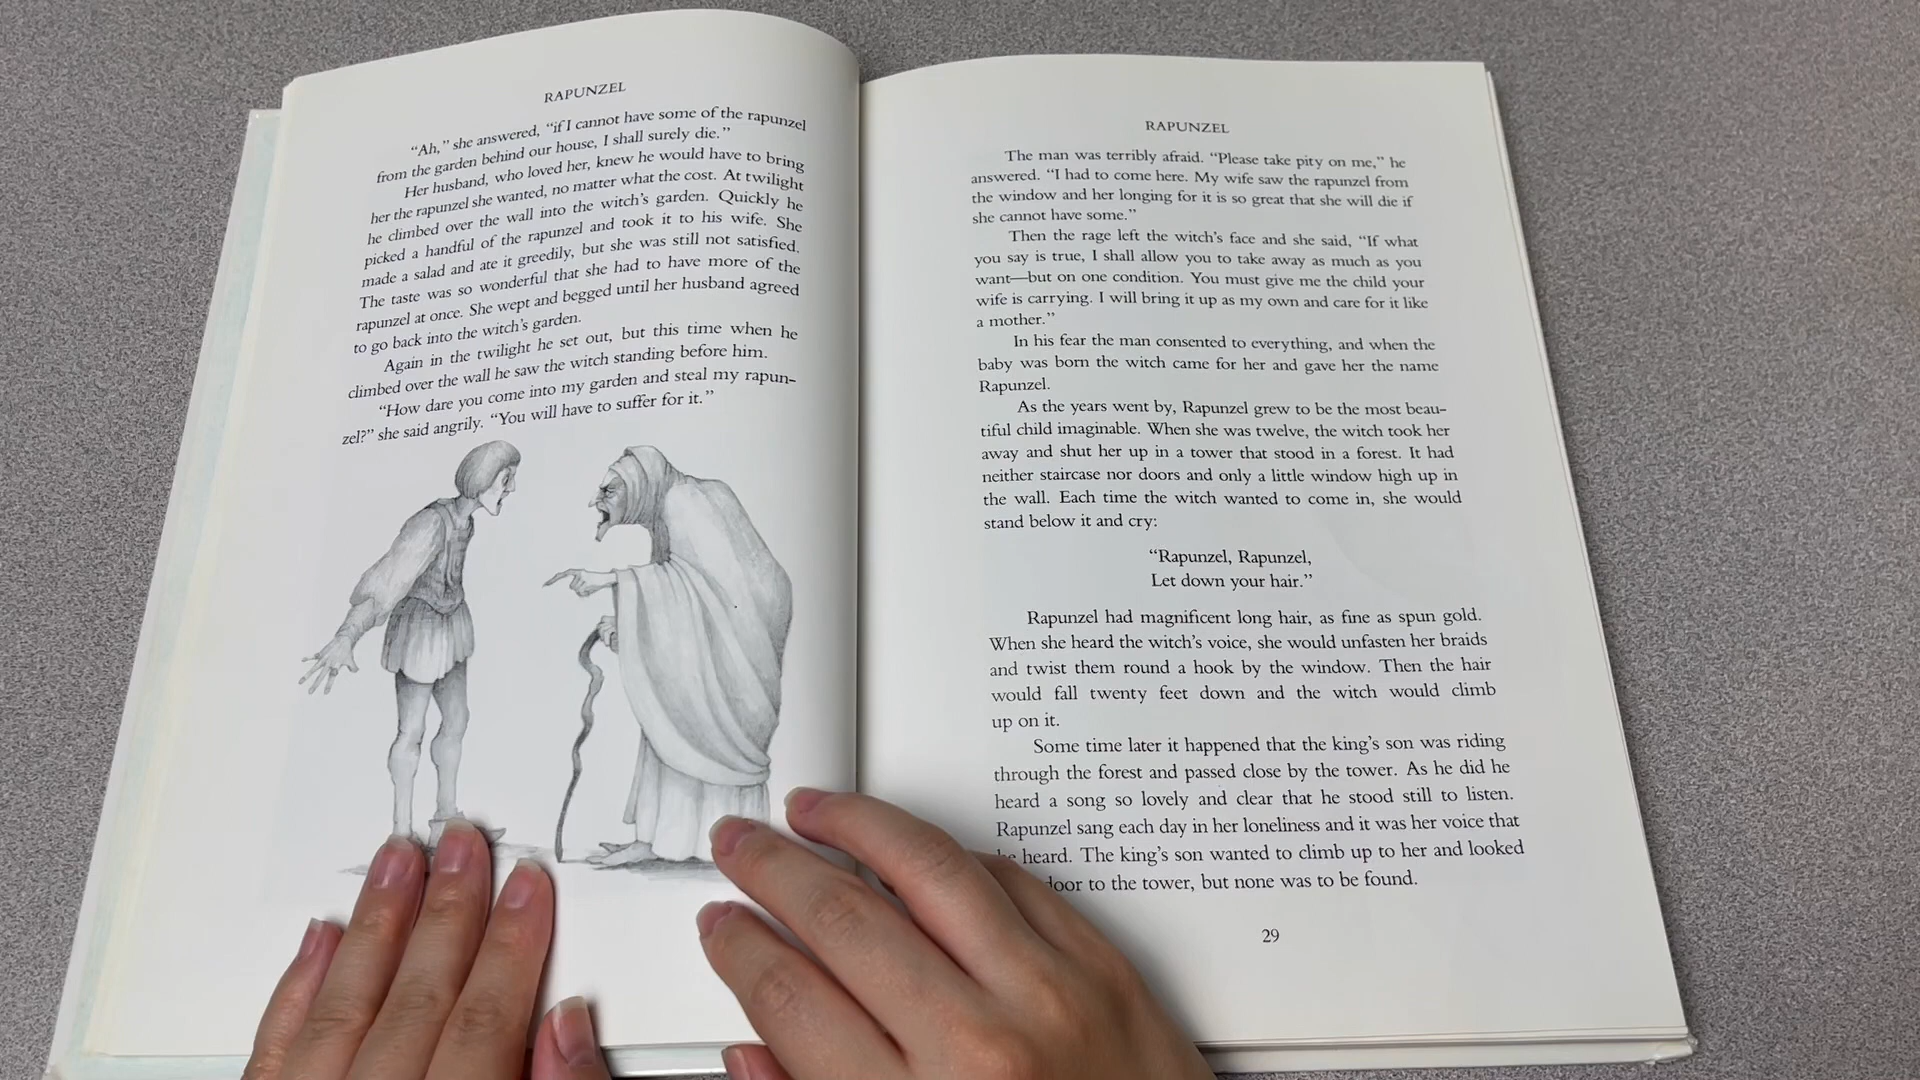 RAPUNZEL
“Ah,” she answered, “if I cannot have some of the rapunzel
from the garden behind our house, I shall surely die.”
Her husband, who loved her, knew he would have to bring
her the rapunzel she wanted, no matter what the cost. At twilight
he climbed over the wall into the witch’s garden. Quickly he
picked a handful of the rapunzel and took it to his wife. She
made a salad and ate it greedily, but she was still not satisfied.
The taste was so wonderful that she had to have more of the
rapunzel at once. She wept and begged until her husband agreed
to go back into the witch’s garden.
Again in the twilight he set out, but this time when he
climbed over the wall he saw the witch standing before him.
“How dare you come into my garden and steal my rapun-
zel?” she said angrily. “You will have to suffer for it.”
RAPUNZEL
The man was terribly afraid. “Please take pity on me,” he
answered. “I had to come here. My wife saw the rapunzel from
the window and her longing for it is so great that she will die if
she cannot have some.”
Then the rage left the witch’s face and she said, “If what
you say is true, I shall allow you to take away as much as you
want—but on one condition. You must give me the child your
wife is carrying. I will bring it up as my own and care for it like
a mother.”
In his fear the man consented to everything, and when the
baby was born the witch came for her and gave her the name
Rapunzel.
As the years went by, Rapunzel grew to be the most beau-
tiful child imaginable. When she was twelve, the witch took her
away and shut her up in a tower that stood in a forest. It had
neither staircase nor doors and only a little window high up in
the wall. Each time the witch wanted to come in, she would
stand below it and cry:
“Rapunzel, Rapunzel,
Let down your hair.”
Rapunzel had magnificent long hair, as fine as spun gold.
When she heard the witch’s voice, she would unfasten her braids
and twist them round a hook by the window. Then the hair
would fall twenty feet down and the witch would climb
up on it.
Some time later it happened that the king’s son was riding
through the forest and passed close by the tower. As he did he
heard a song so lovely and clear that he stood still to listen.
Rapunzel sang each day in her loneliness and it was her voice that
heard. The king’s son wanted to climb up to her and looked
to the tower, but none was to be found.
29